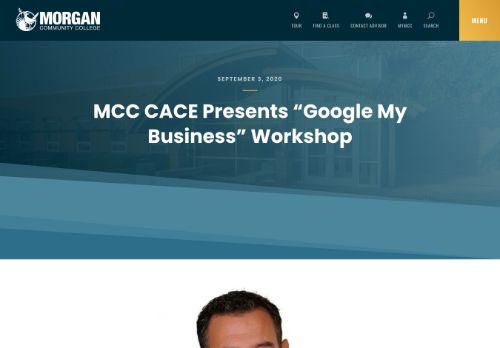 MORGAN
COMMUNITY COLLEGE
TOUR
FIND A CLASS
CONTACT ADVISOR
MYMCC
SEARCH
MENU
SEPTEMBER 3, 2020
MCC CACE Presents “Google My
Business” Workshop